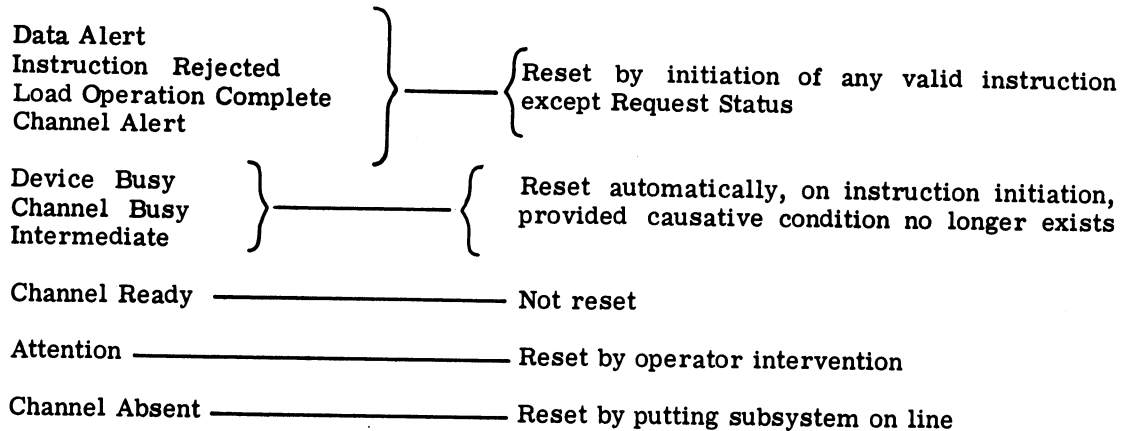 Data Alert
Instruction Rejected
Load Operation Complete
Channel Alert
Reset by initiation of any valid instruction
except Request Status
Device Busy
Channel Busy
Intermediate
Reset automatically, on instruction initiation,
provided causative condition no longer exists
Channel Ready Not reset
Attention Reset by operator intervention
Channel Absent Reset by putting subsystem on line